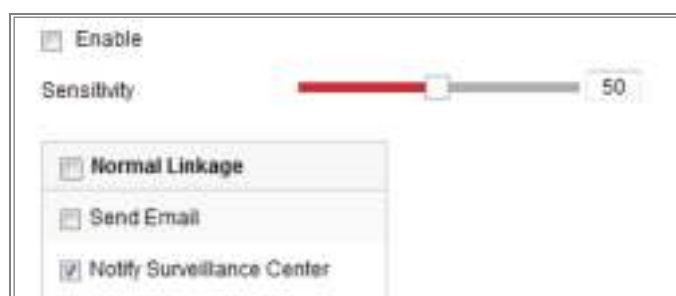 Enable
Sensitivity 50
Normal Linkage
Send Email
Notify Surveillance Center